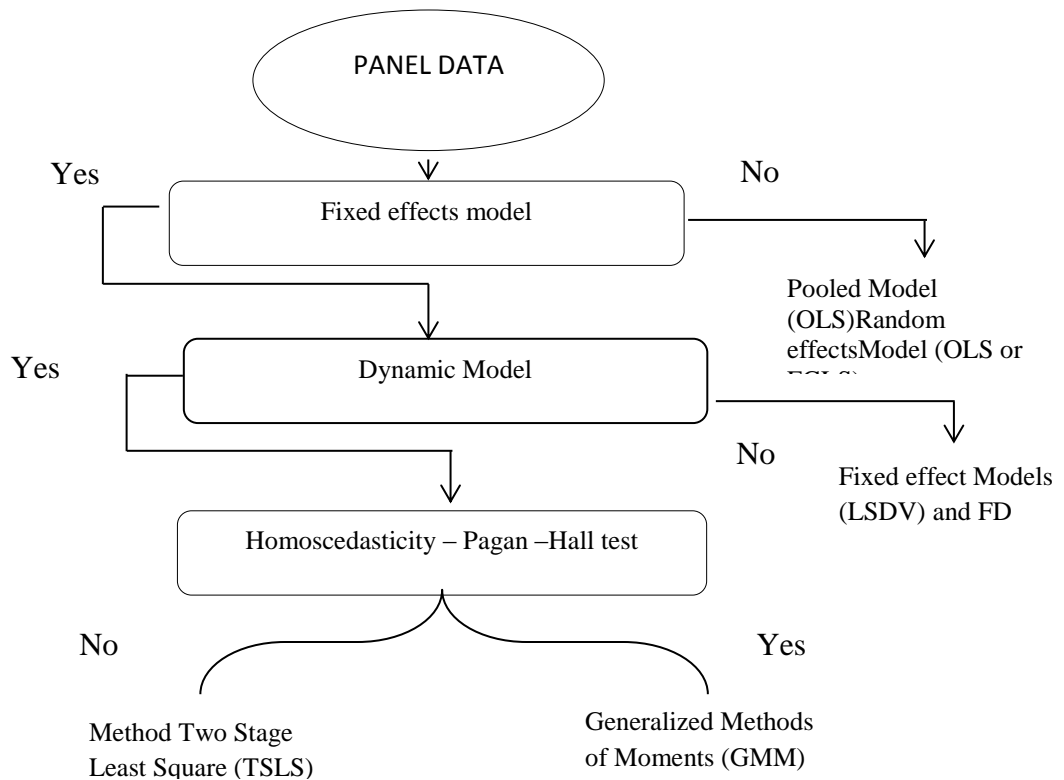 PANEL DATA
Yes
No
Fixed effects model
Pooled Model
(OLS)Random
effectsModel (OLS or
Yes
Dynamic Model
No
Fixed effect Models
(LSDV) and FD
Homoscedasticity – Pagan –Hall test
No
Yes
Method Two Stage
Least Square (TSLS)
Generalized Methods
of Moments (GMM)